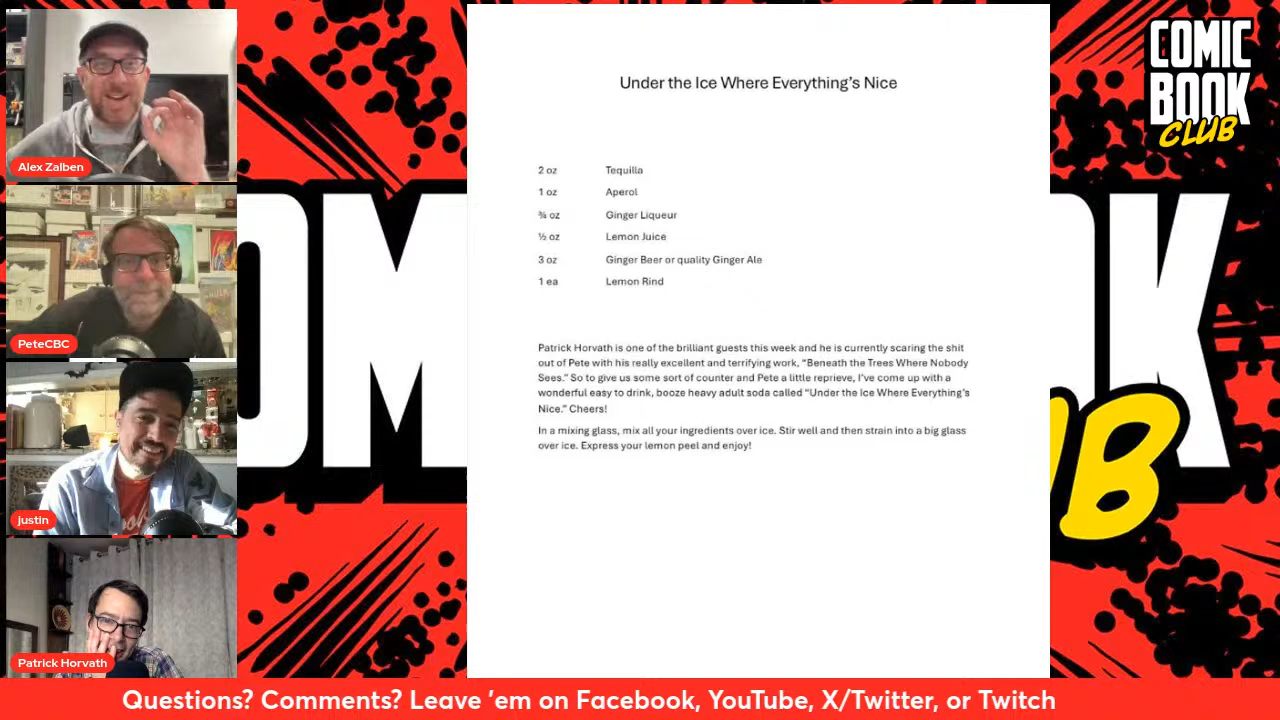 Alex Zalben
PeteCBC
justin
Patrick Horvath
Under the Ice Where Everything's Nice
2 oz Tequilla
1 oz Aperol
¾ oz Ginger Liqueur
½ oz Lemon Juice
3 oz Ginger Beer or quality Ginger Ale
1 ea Lemon Rind
Patrick Horvath is one of the brilliant guests this week and he is currently scaring the shit
out of Pete with his really excellent and terrifying work, “Beneath the Trees Where Nobody
Sees.” So to give us some sort of counter and Pete a little reprieve, I've come up with a
wonderful easy to drink, booze heavy adult soda called “Under the Ice Where Everything's
Nice.” Cheers!
In a mixing glass, mix all your ingredients over ice. Stir well and then strain into a big glass
over ice. Express your lemon peel and enjoy!
COMIC
BOOK
CLUB
Questions? Comments? Leave 'em on Facebook, YouTube, X/Twitter, or Twitch